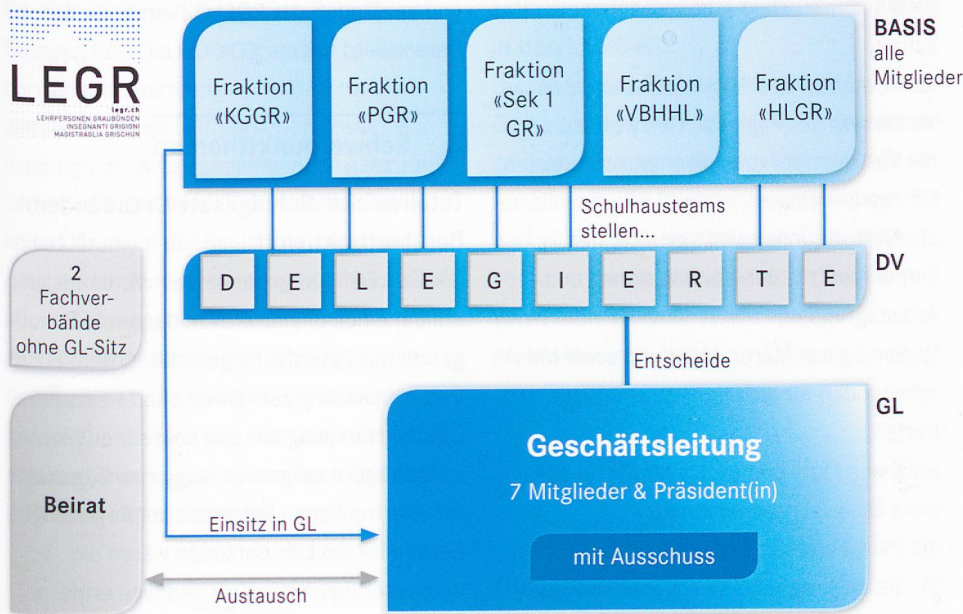 LEGR
legr.ch
LEHRPERSONEN GRAUBÜNDEN
INSEGNANTI GRIGIONI
MAGISTRAGLIA GRISCHUN
Fraktion
«KGGR»
Fraktion
«PGR»
Fraktion
«Sek 1
GR»
Fraktion
«VBHHL»
Fraktion
«HLGR»
BASIS
alle
Mitglieder
Schulhausteams
stellen...
2
Fachver-
bände
ohne GL-Sitz
D E L E G I E R T E
DV
Entscheide
Beirat
Einsitz in GL
Austausch
Geschäftsleitung
7 Mitglieder & Präsident(in)
mit Ausschuss
GL